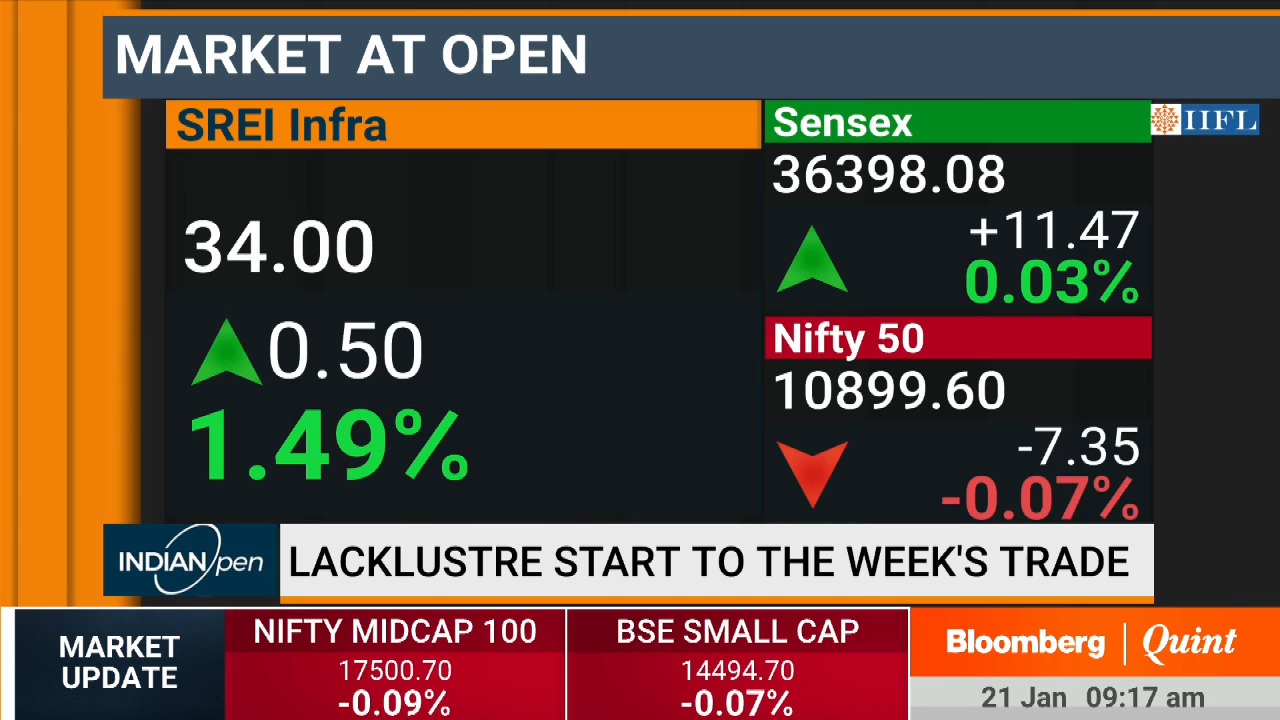 MARKET AT OPEN
SREI Infra
34.00
0.50
1.49%
Sensex
36398.08
+11.47
0.03%
Nifty 50
10899.60
-7.35
-0.07%
IIFL
INDIAN Open
LACKLUSTRE START TO THE WEEK'S TRADE
MARKET UPDATE
NIFTY MIDCAP 100
17500.70
-0.09%
BSE SMALL CAP
14494.70
-0.07%
Bloomberg | Quint
21 Jan 09:17 am